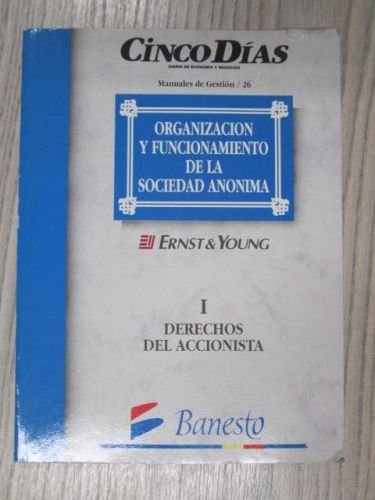 CINCO DÍAS
DIARIO DE ECONOMIA Y NEGOCIOS
Manuales de Gestión / 26
ORGANIZACION
Y FUNCIONAMIENTO
DE LA
SOCIEDAD ANONIMA
ERNST & YOUNG
I
DERECHOS
DEL ACCIONISTA
Banesto